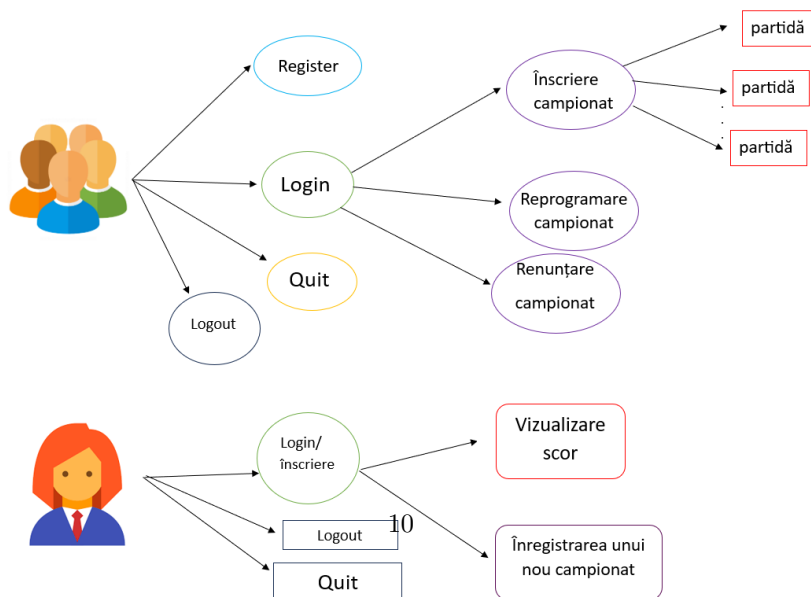 partidă
Register
Înscriere
campionat
partidă
partidă
Login
Reprogramare
campionat
Renunțare
campionat
Quit
Logout
Login/
înscriere
Vizualizare
scor
Logout
10
Quit
Înregistrarea unui
nou campionat